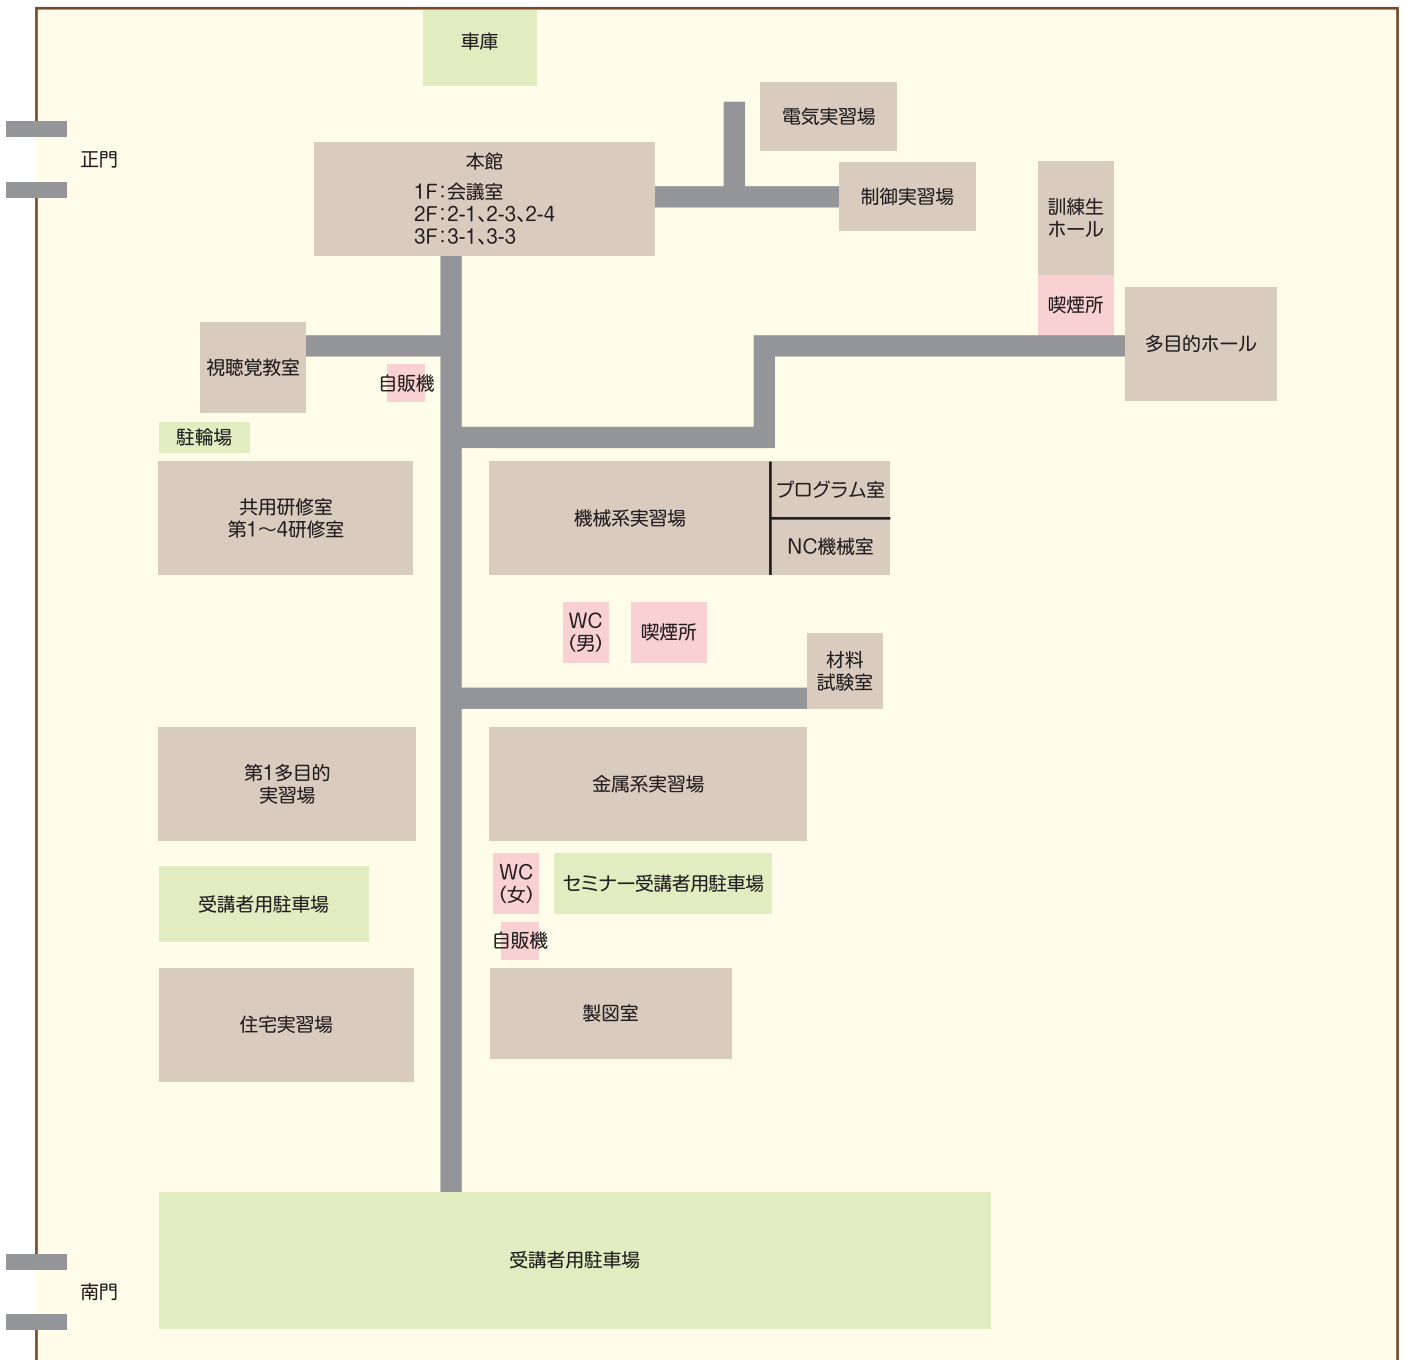 車庫
電気実習場
正門
本館
1F：会議室
2F：2-1、2-3、2-4
3F：3-1、3-3
制御実習場
訓練生
ホール
喫煙所
多目的ホール
視聴覚教室
自販機
駐輪場
共用研修室
第1～4研修室
機械系実習場
プログラム室
NC機械室
WC
（男）
喫煙所
材料
試験室
第1多目的
実習場
金属系実習場
WC
（女）
セミナー受講者用駐車場
受講者用駐車場
自販機
住宅実習場
製図室
受講者用駐車場
南門